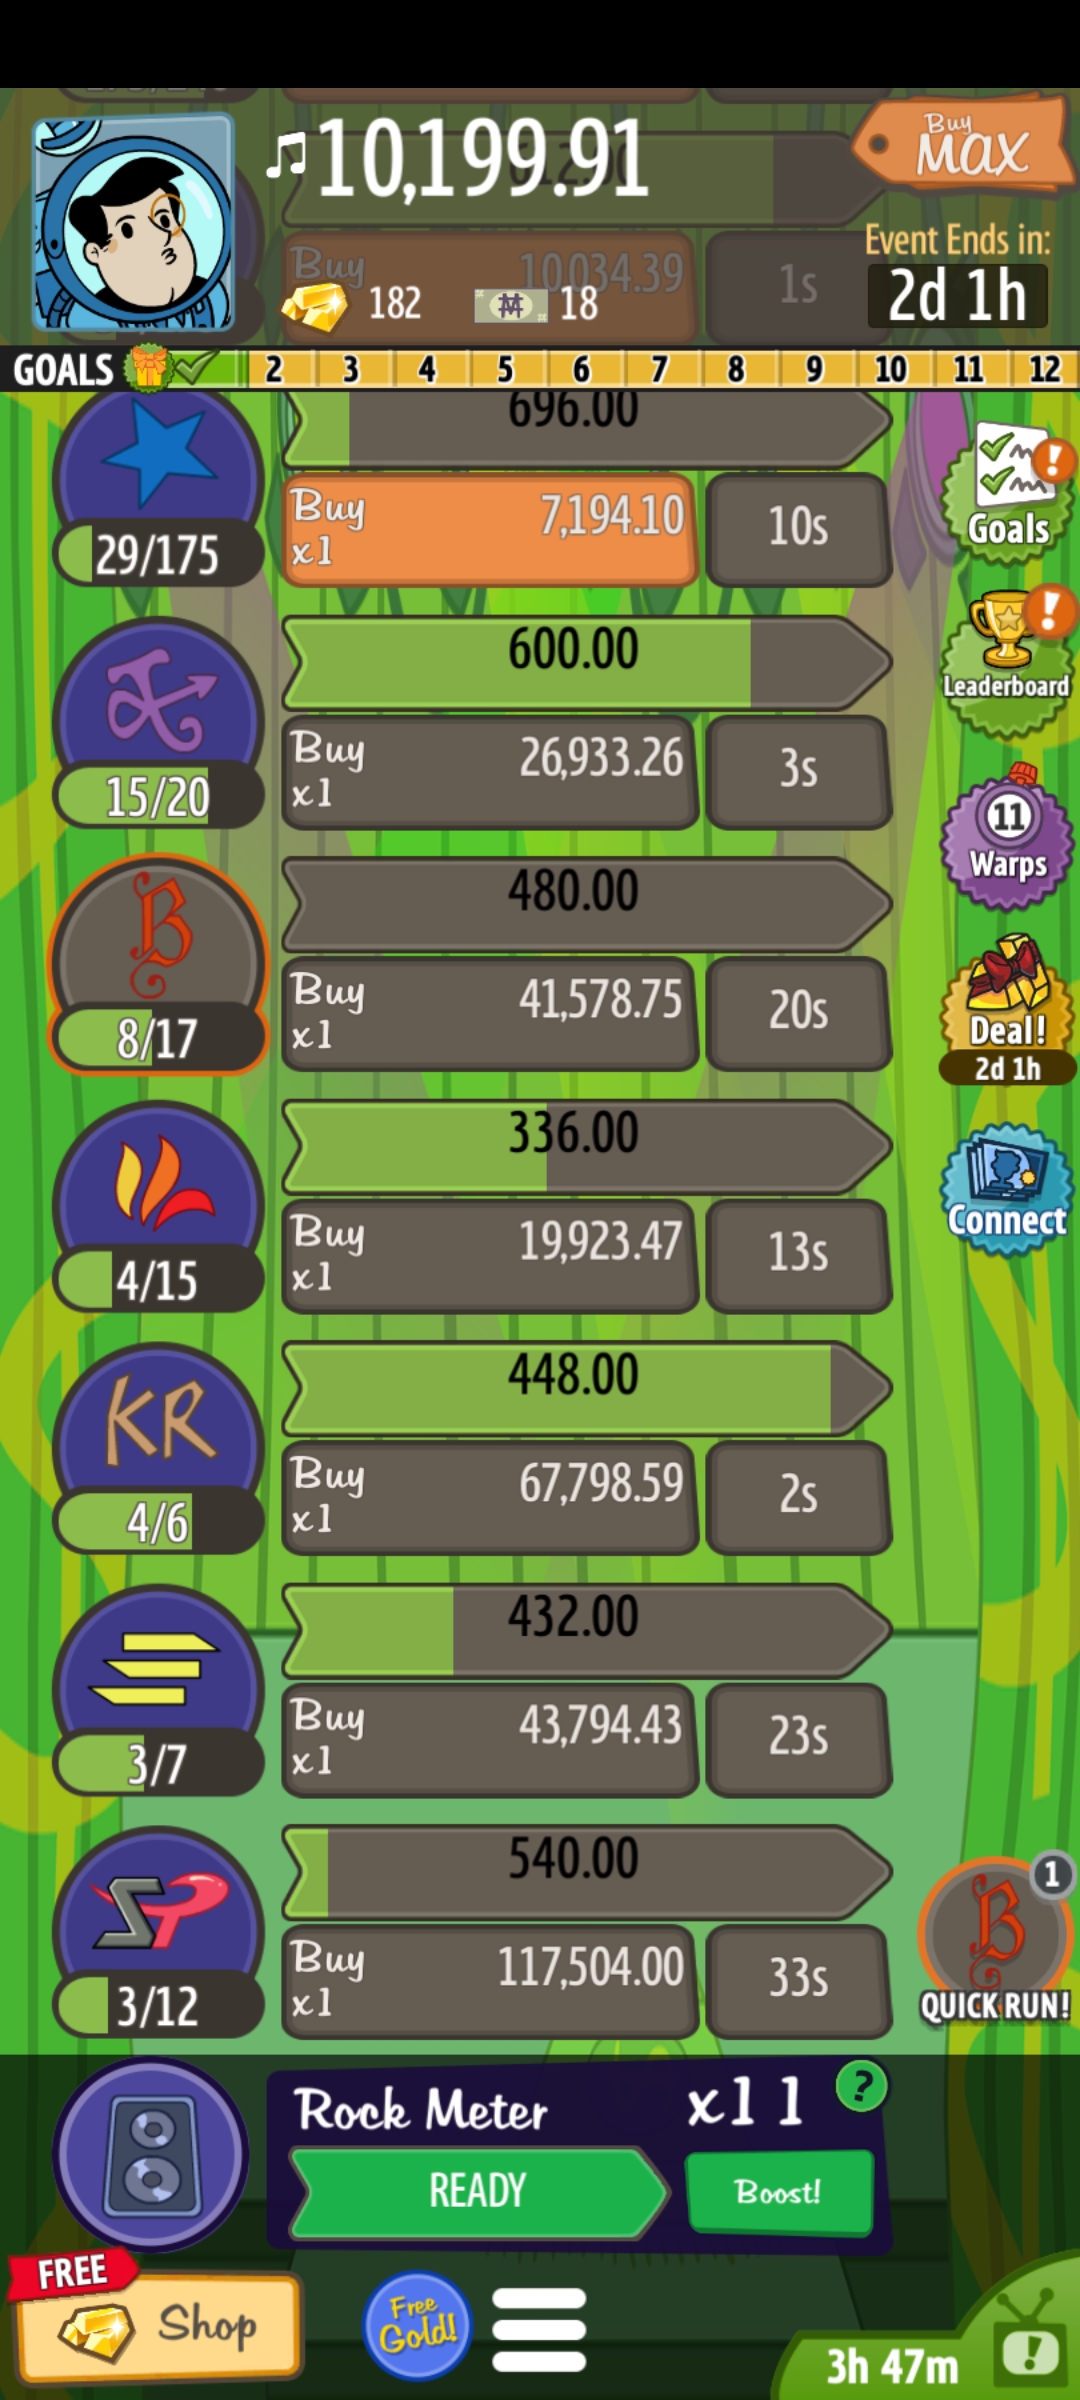 10,199.91
Buy
MAX
Event Ends in:
2d 1h
Buy
10034.39
1s
182
18
GOALS 2 3 4 5 6 7 8 9 10 11 12
696.00
29/175
Buy
x1
7,194.10
10s
Goals
600.00
15/20
Buy
x1
26,933.26
3s
Leaderboard
480.00
B
8/17
Buy
x1
41,578.75
20s
11
Warps
Deal!
2d 1h
336.00
4/15
Buy
x1
19,923.47
13s
Connect
448.00
KR
4/6
Buy
x1
67,798.59
2s
432.00
3/7
Buy
x1
43,794.43
23s
540.00
SP
3/12
Buy
x1
117,504.00
33s
1
B
QUICK RUN!
Rock Meter
x11
?
READY
Boost!
FREE
Shop
Free
Gold!
3h 47m